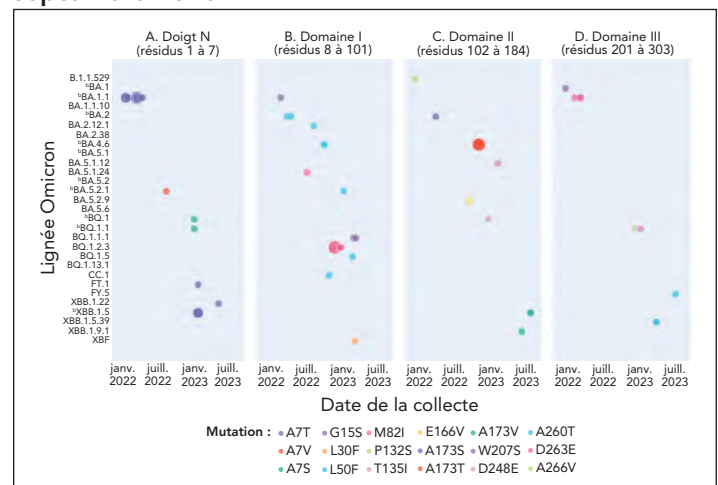 A. Doigt N
(résidus 1 à 7)
B. Domaine I
(résidus 8 à 101)
C. Domaine II
(résidus 102 à 184)
D. Domaine III
(résidus 201 à 303)
Lignée Omicron
B.1.1.529
ᵇBA.1
ᵇBA.1.1
BA.1.1.10
ᵇBA.2
BA.2.12.1
BA.2.38
ᵇBA.4.6
ᵇBA.5.1
BA.5.1.12
BA.5.1.24
ᵇBA.5.2
ᵇBA.5.2.1
BA.5.2.9
BA.5.6
ᵇBQ.1
ᵇBQ.1.1
BQ.1.1.1
BQ.1.2.3
BQ.1.5
BQ.1.13.1
CC.1
FT.1
FY.5
XBB.1.22
ᵇXBB.1.5
XBB.1.5.39
XBB.1.9.1
XBF
janv. juill. janv. juill. janv. juill. janv. juill. janv. juill. janv. juill. janv. juill. janv. juill.
2022 2022 2023 2023 2022 2022 2023 2023 2022 2022 2023 2023 2022 2022 2023 2023
Date de la collecte
Mutation : A7T G15S M82I E166V A173V A260T
A7V L30F P132S A173S W207S D263E
A7S L50F T135I A173T D248E A266V